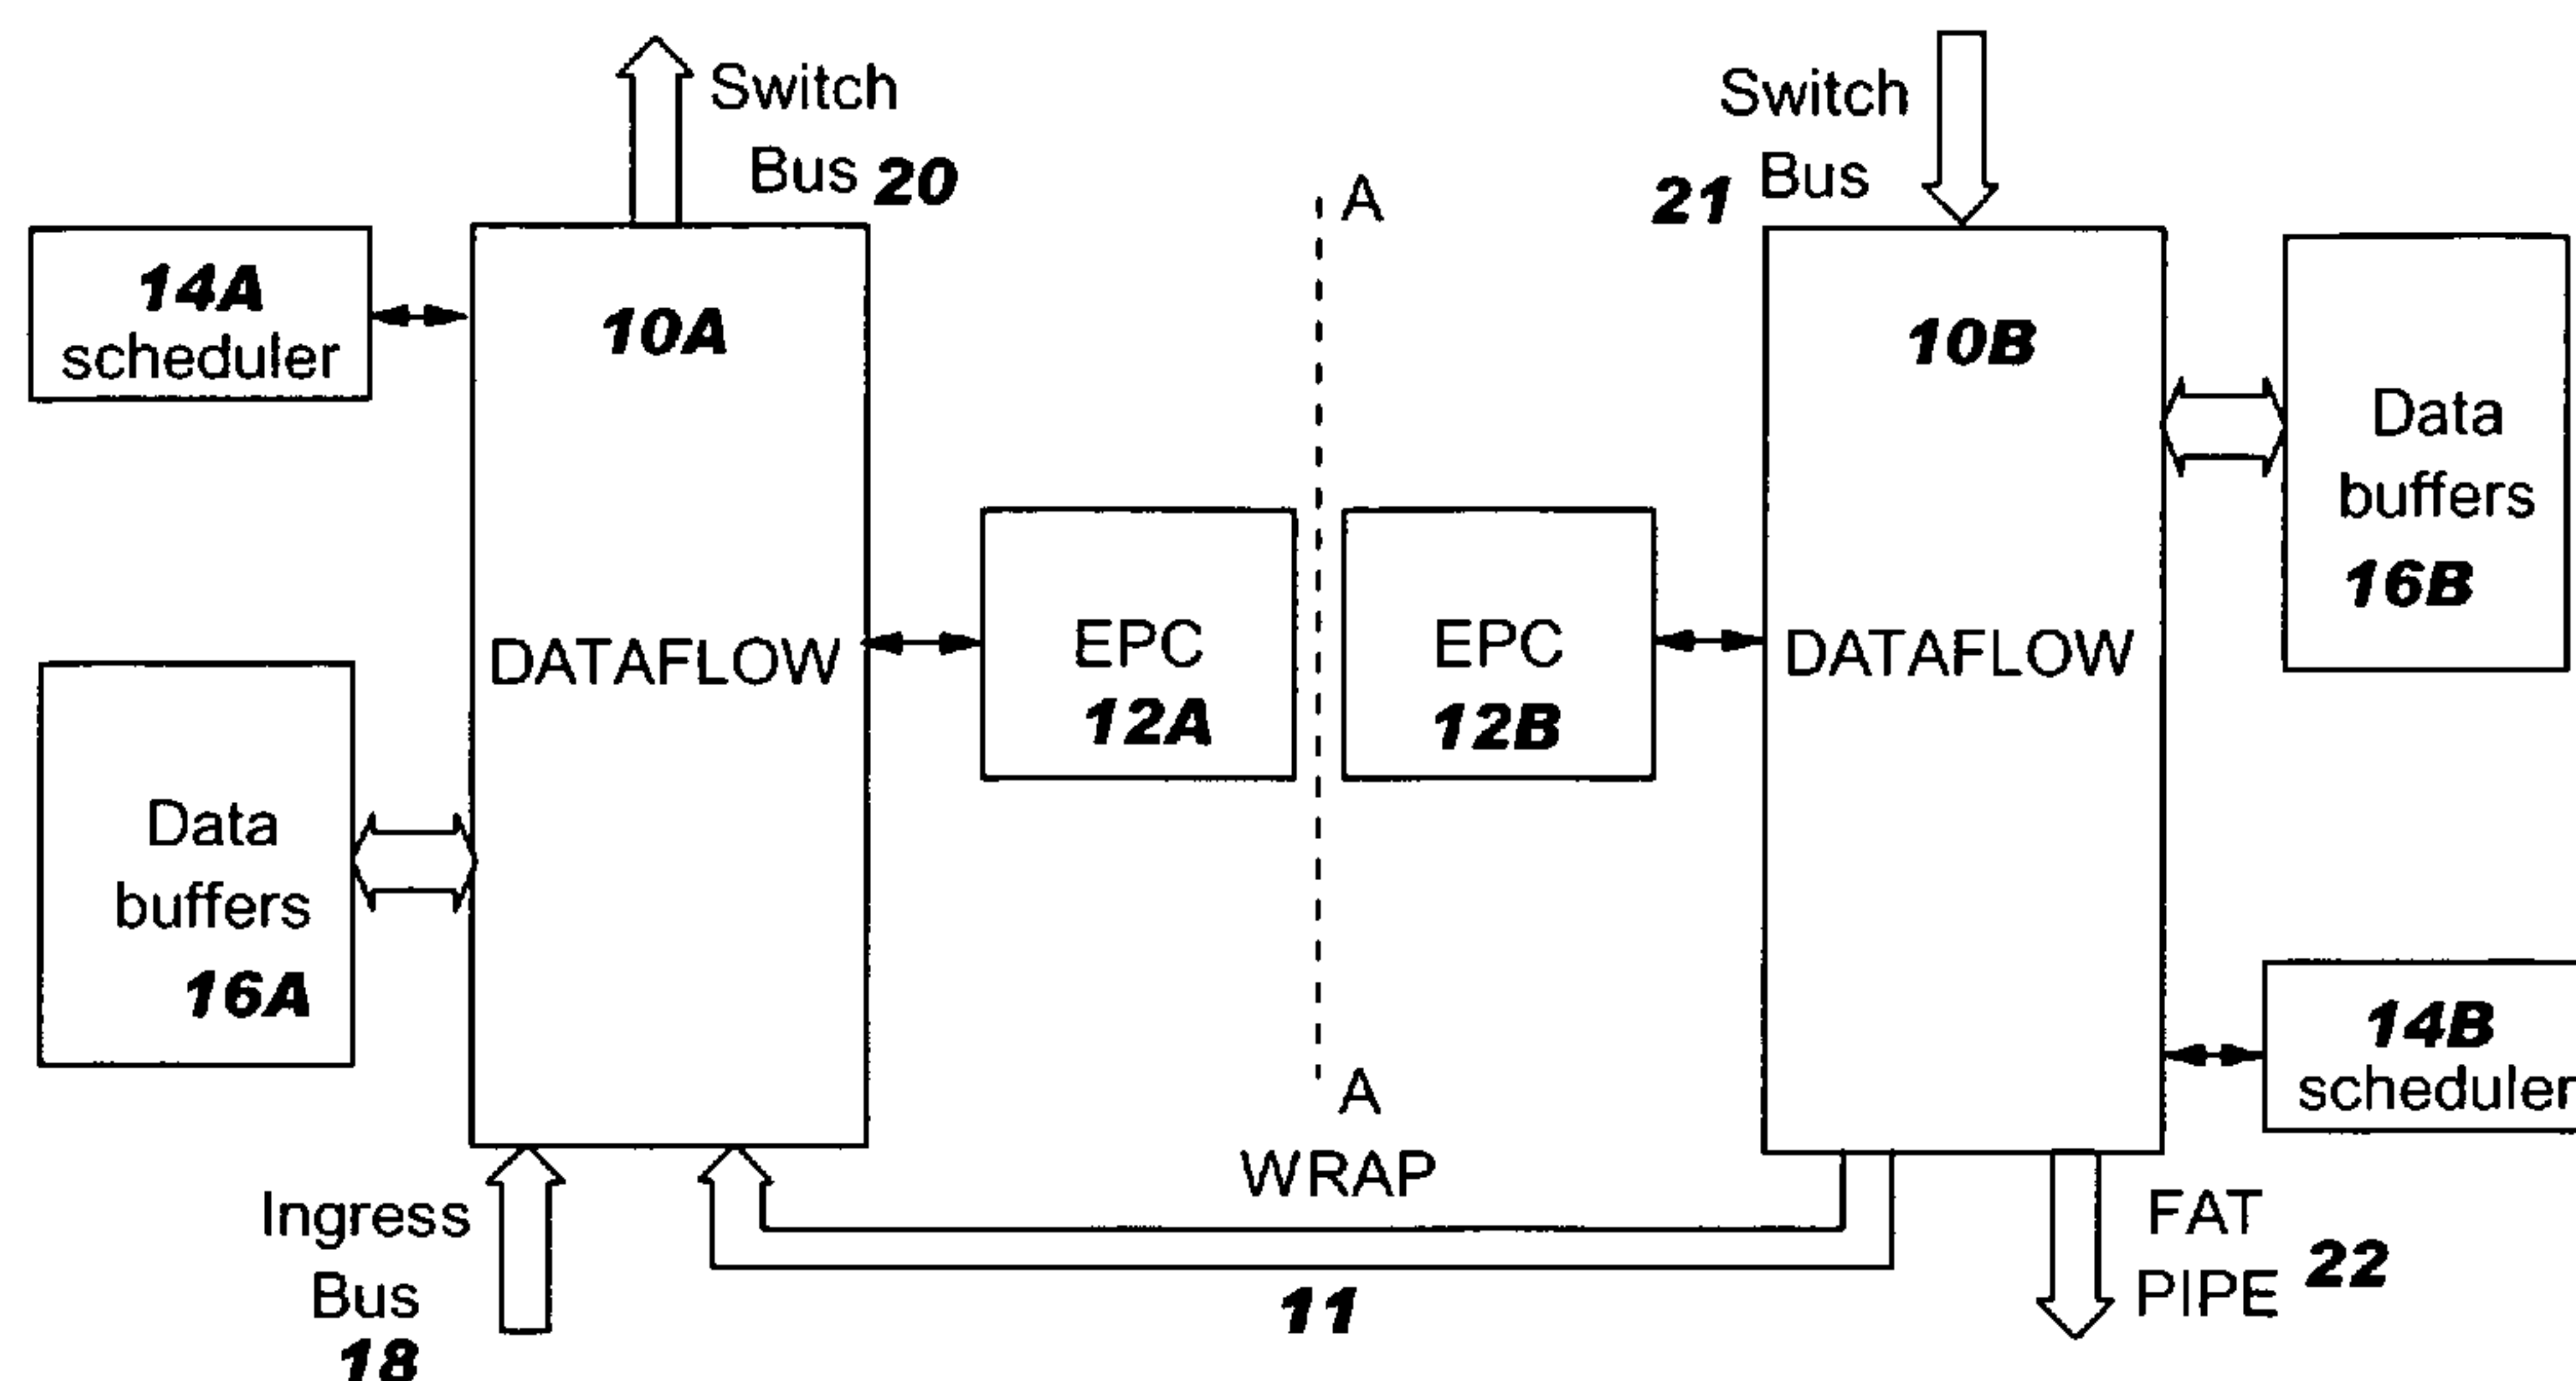 Switch
Bus 20
Switch
21 Bus
A
14A
scheduler
10A
10B
Data
buffers
16B
DATAFLOW
EPC
12A
EPC
12B
DATAFLOW
Data
buffers
16A
14B
scheduler
A
WRAP
Ingress
Bus
18
11
FAT
PIPE 22